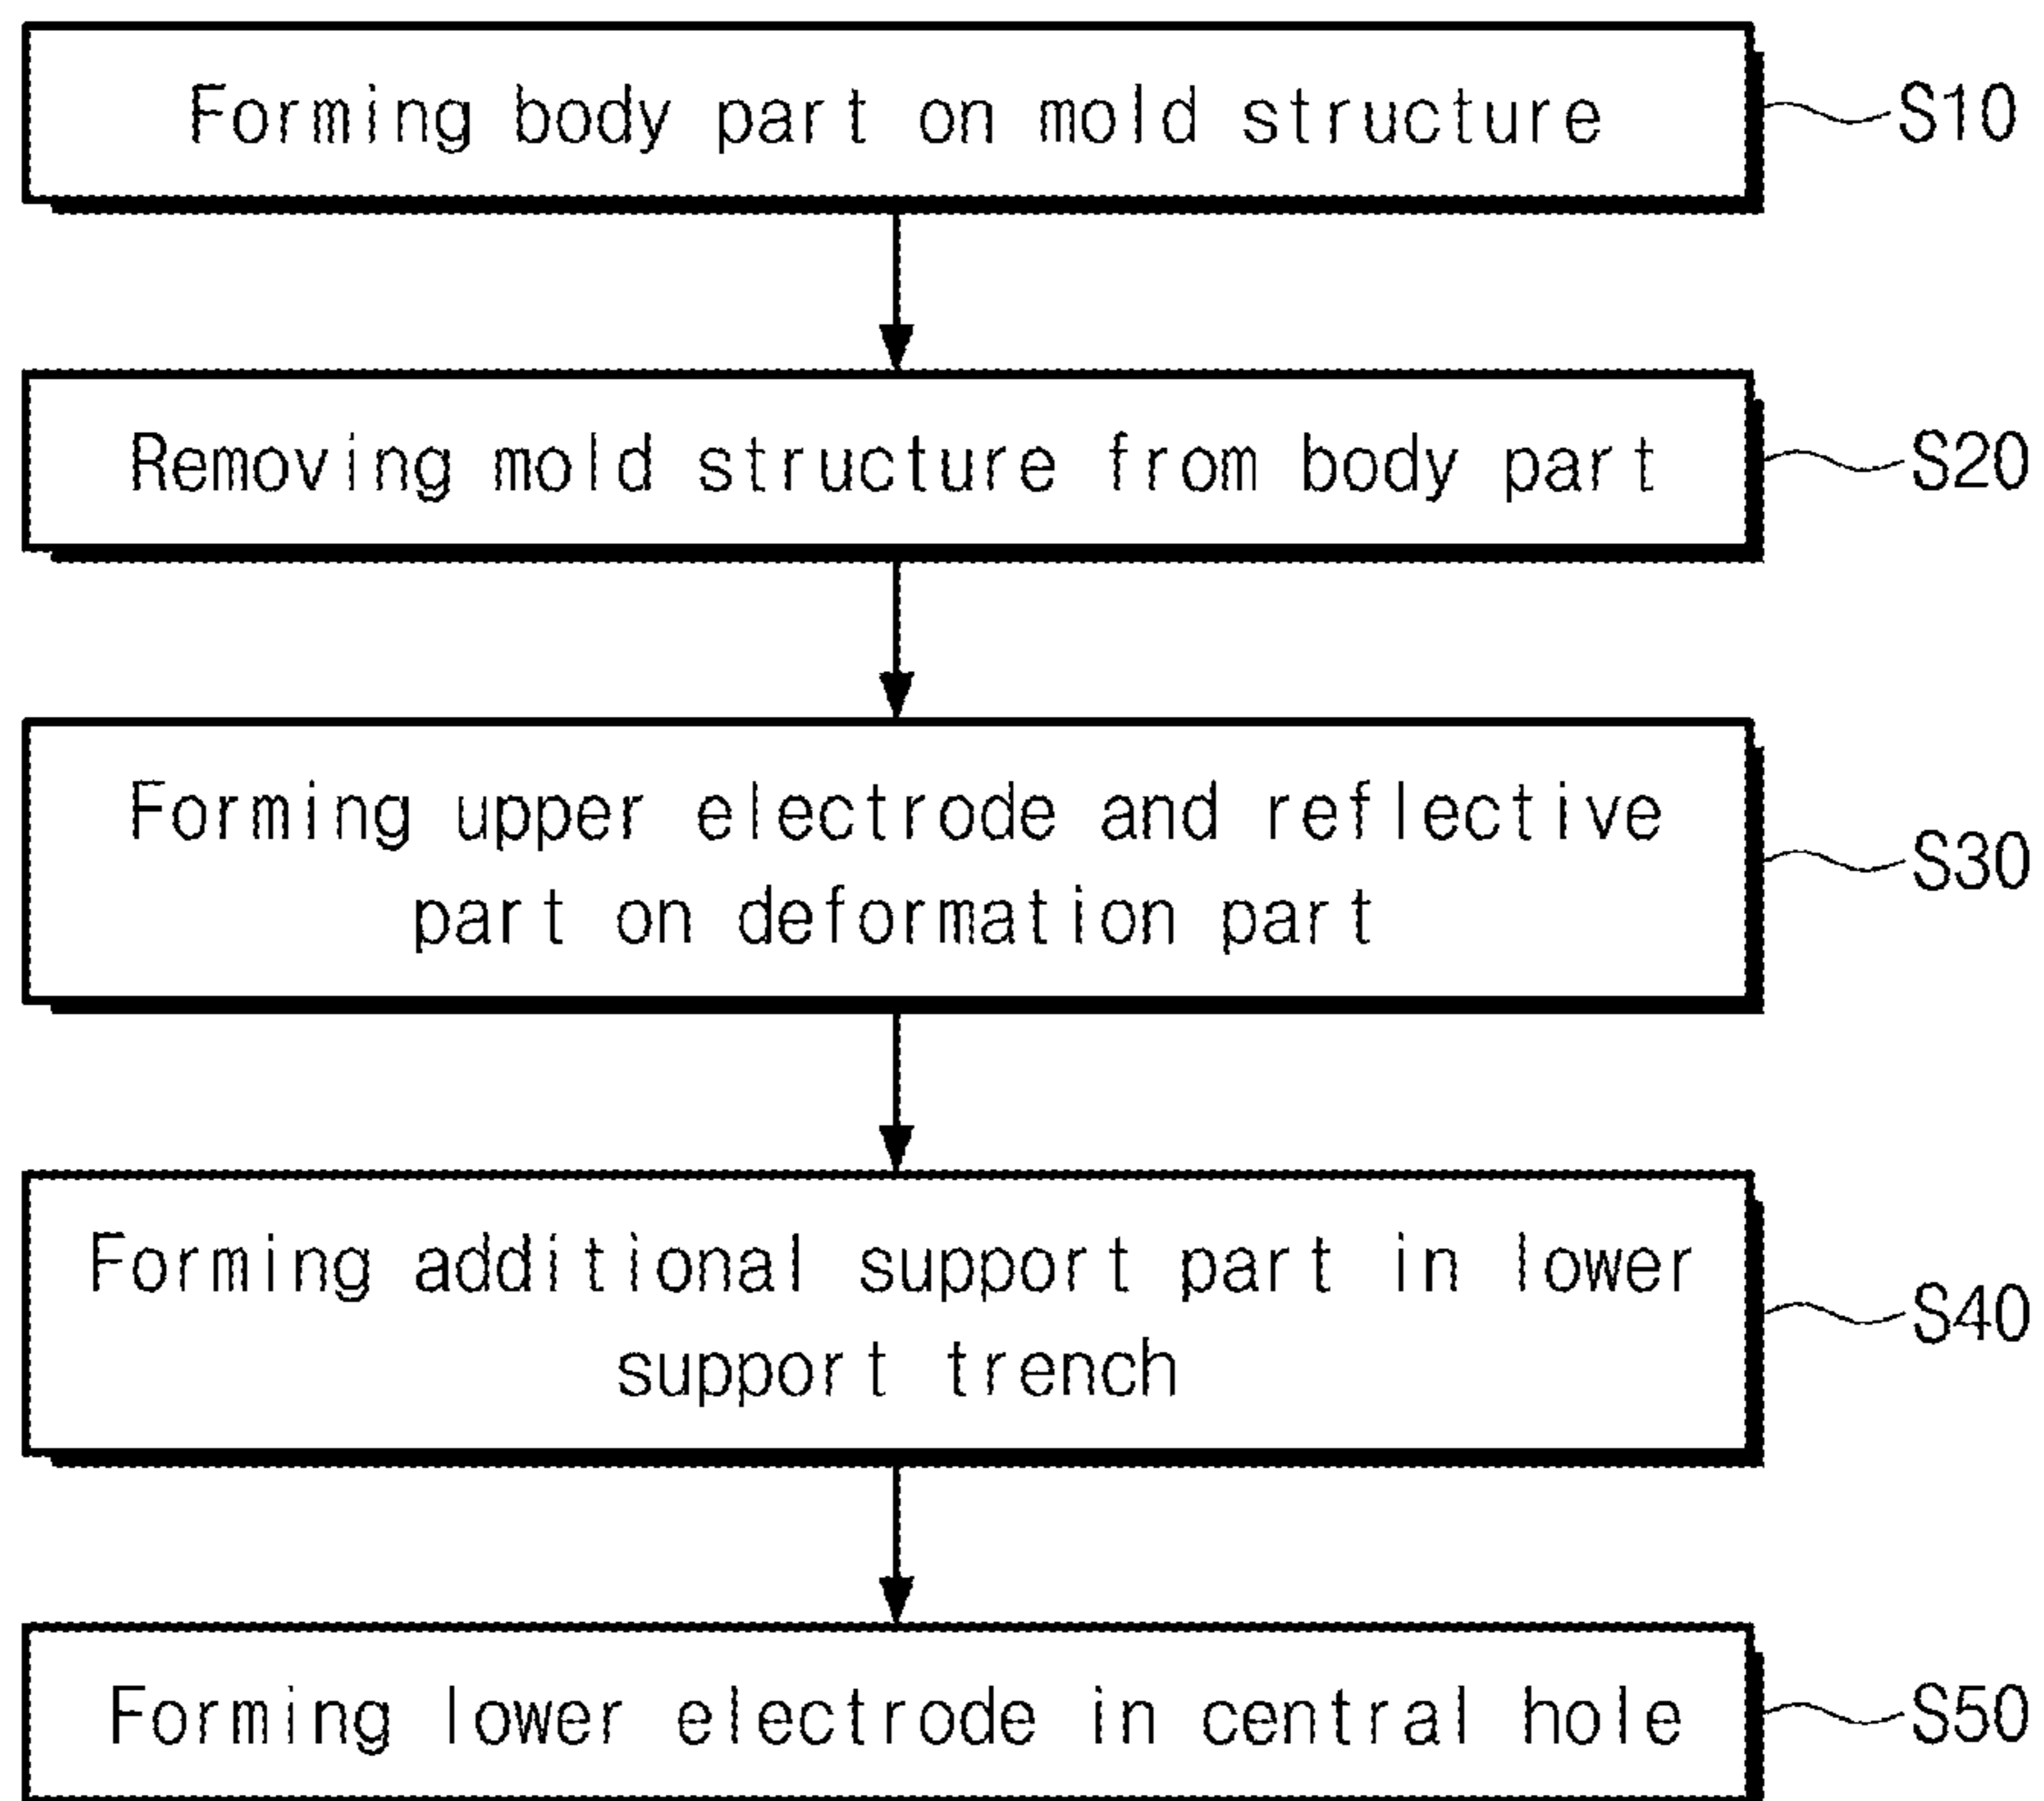 Forming body part on mold structure
S10
Removing mold structure from body part
S20
Forming upper electrode and reflective
part on deformation part
S30
Forming additional support part in lower
support trench
S40
Forming lower electrode in central hole
S50